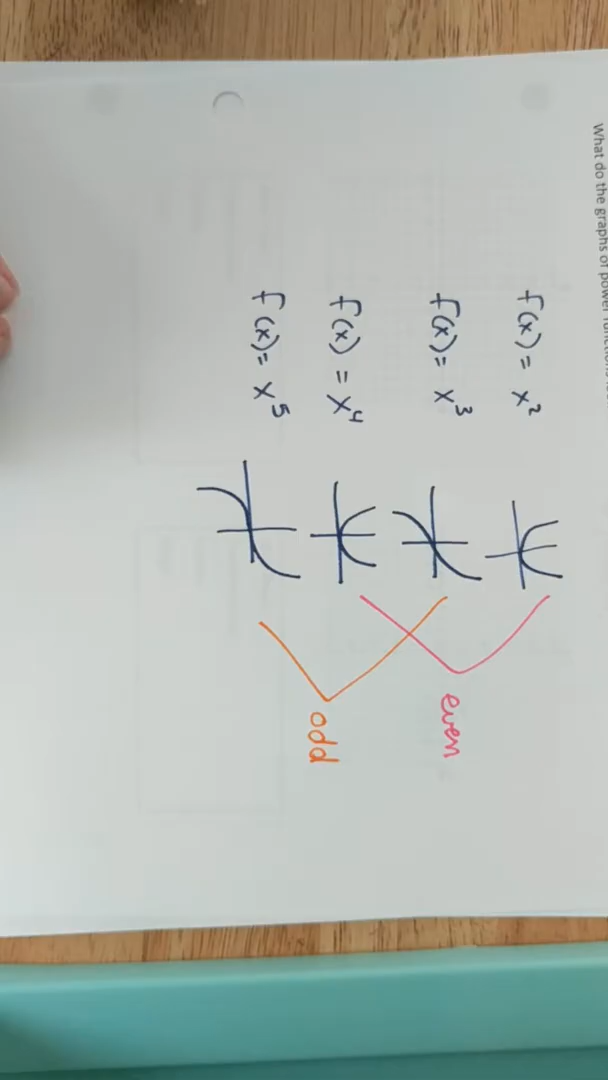 What do the graphs of power
f(x) = x²
f(x) = x³
f(x) = x⁴
f(x) = x⁵
even
odd